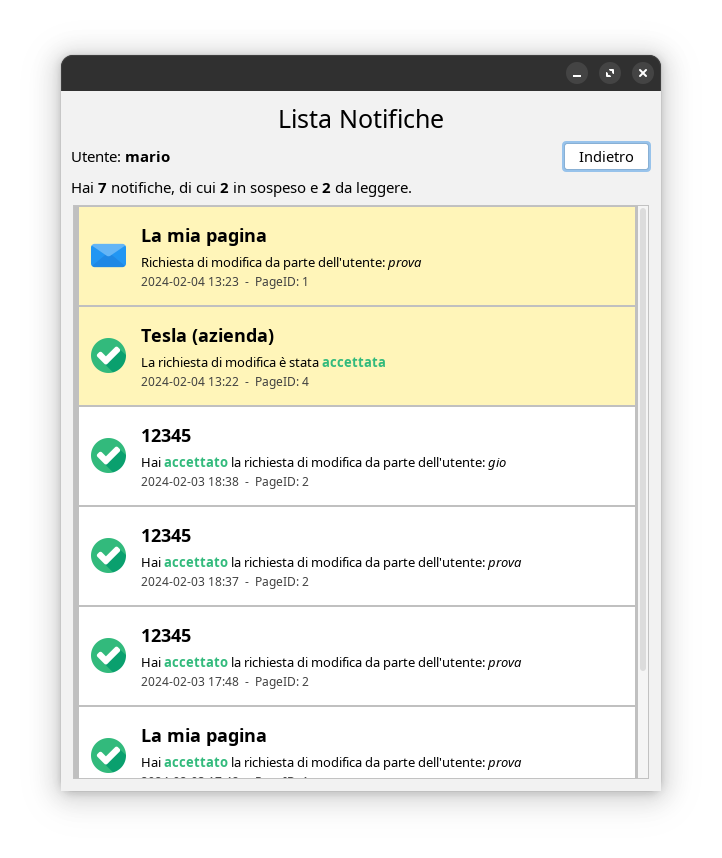 Lista Notifiche
Utente: mario
Indietro
Hai 7 notifiche, di cui 2 in sospeso e 2 da leggere.
La mia pagina
Richiesta di modifica da parte dell'utente: prova
2024-02-04 13:23 - PageID: 1
Tesla (azienda)
La richiesta di modifica è stata accettata
2024-02-04 13:22 - PageID: 4
12345
Hai accettato la richiesta di modifica da parte dell'utente: gio
2024-02-03 18:38 - PageID: 2
12345
Hai accettato la richiesta di modifica da parte dell'utente: prova
2024-02-03 18:37 - PageID: 2
12345
Hai accettato la richiesta di modifica da parte dell'utente: prova
2024-02-03 17:48 - PageID: 2
La mia pagina
Hai accettato la richiesta di modifica da parte dell'utente: prova